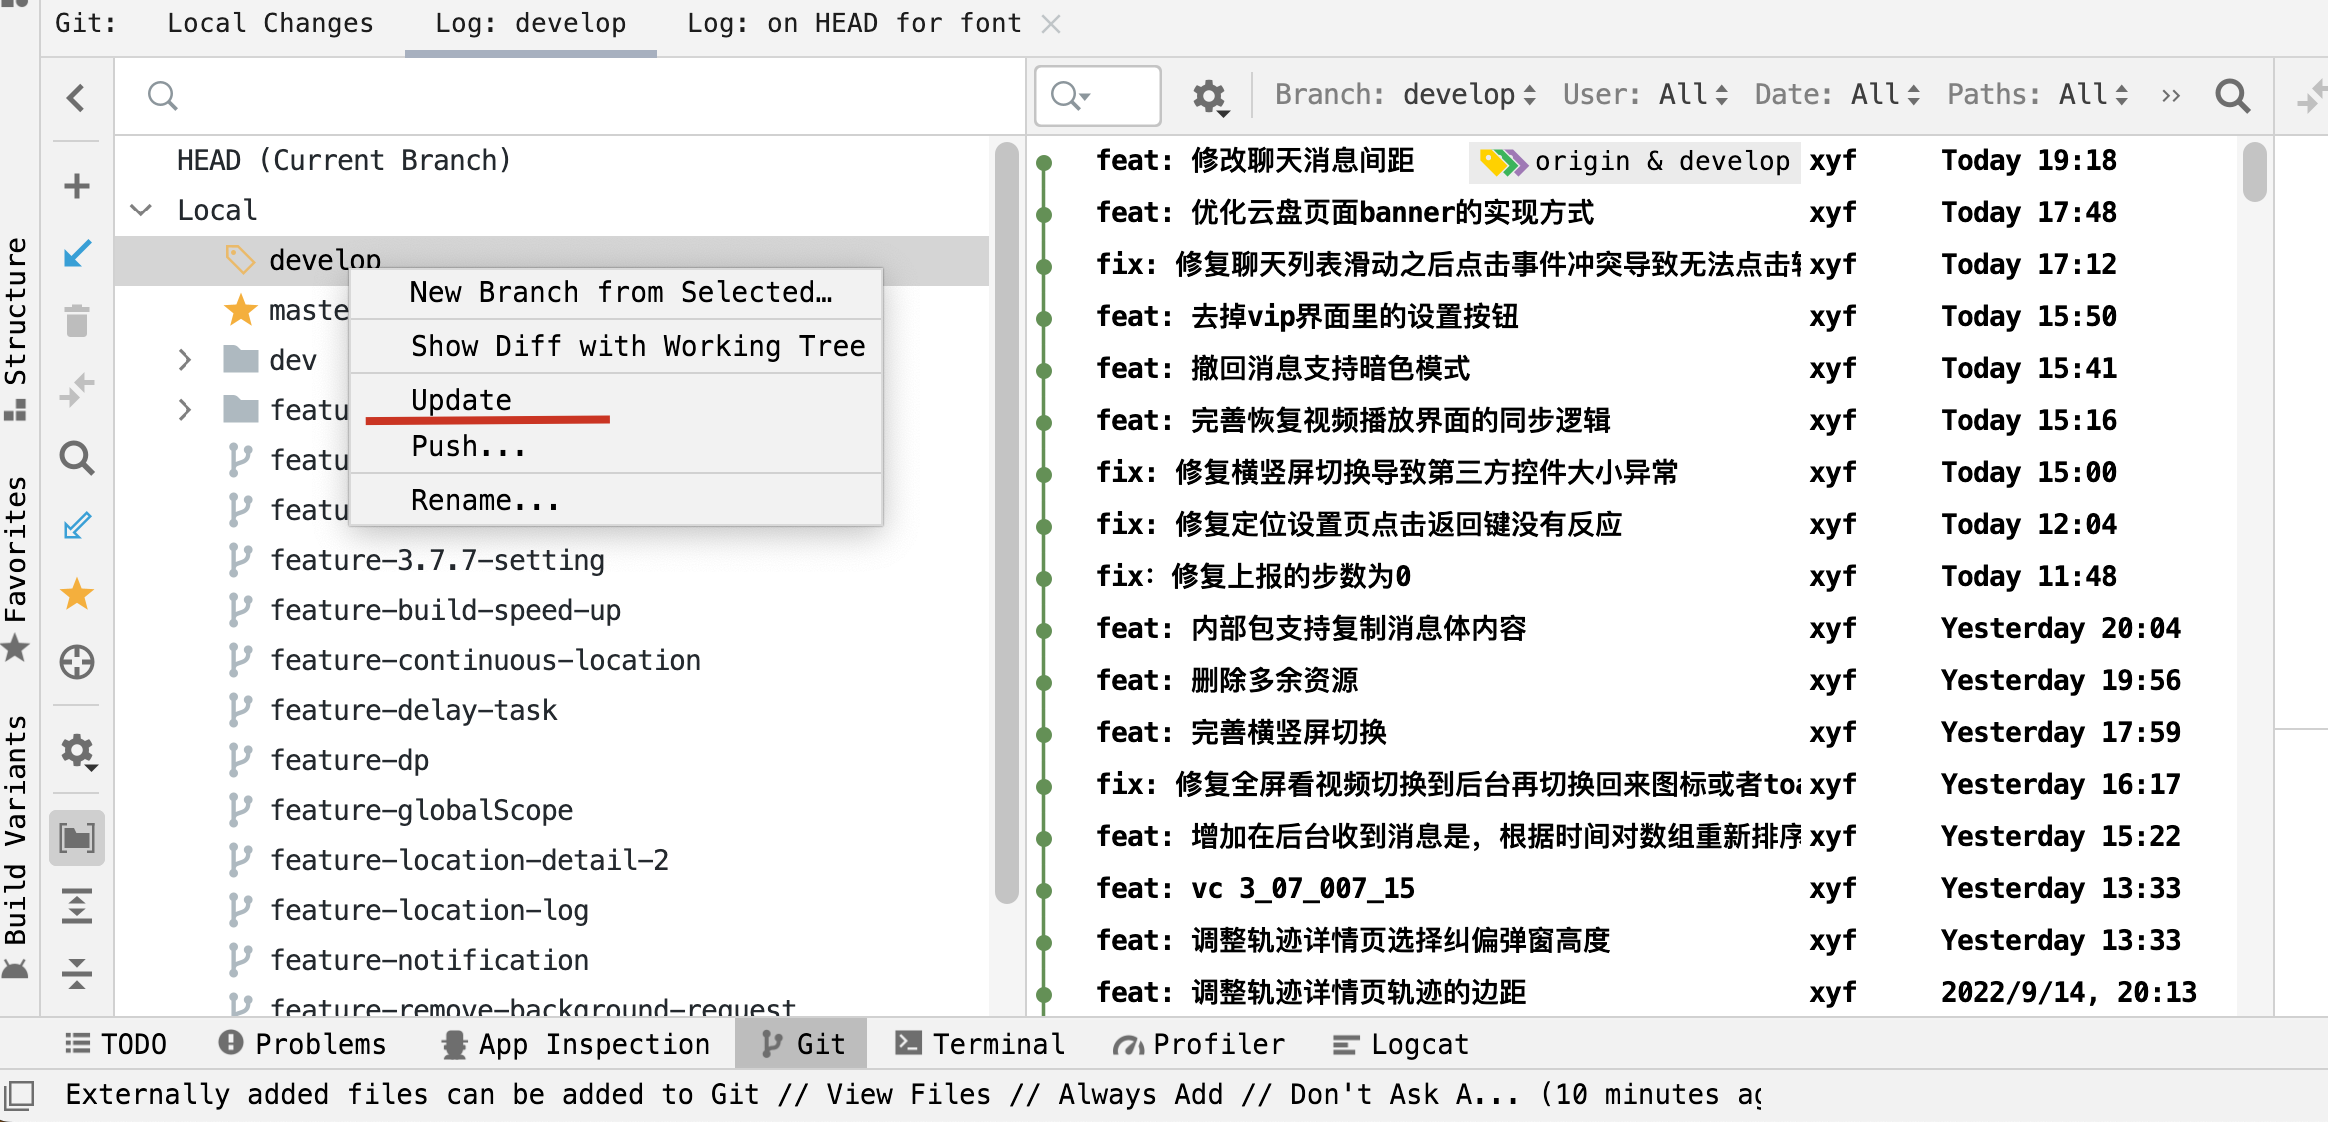 Git: Local Changes Log: develop Log: on HEAD for font
Branch: develop User: All Date: All Paths: All
HEAD (Current Branch)
Local
develop
maste
dev
featu
featu
featu
feature-3.7.7-setting
feature-build-speed-up
feature-continuous-location
feature-delay-task
feature-dp
feature-globalScope
feature-location-detail-2
feature-location-log
feature-notification
feature-remove-background-request
New Branch from Selected…
Show Diff with Working Tree
Update
Push...
Rename...
feat: 修改聊天消息间距 origin & develop xyf Today 19:18
feat: 优化云盘页面banner的实现方式 xyf Today 17:48
fix: 修复聊天列表滑动之后点击事件冲突导致无法点击 xyf Today 17:12
feat: 去掉vip界面里的设置按钮 xyf Today 15:50
feat: 撤回消息支持暗色模式 xyf Today 15:41
feat: 完善恢复视频播放界面的同步逻辑 xyf Today 15:16
fix: 修复横竖屏切换导致第三方控件大小异常 xyf Today 15:00
fix: 修复定位设置页点击返回键没有反应 xyf Today 12:04
fix: 修复上报的步数为0 xyf Today 11:48
feat: 内部包支持复制消息体内容 xyf Yesterday 20:04
feat: 删除多余资源 xyf Yesterday 19:56
feat: 完善横竖屏切换 xyf Yesterday 17:59
fix: 修复全屏看视频切换到后台再切换回来图标或者toa xyf Yesterday 16:17
feat: 增加在后台收到消息是，根据时间对数组重新排序 xyf Yesterday 15:22
feat: vc 3_07_007_15 xyf Yesterday 13:33
feat: 调整轨迹详情页选择纠偏弹窗高度 xyf Yesterday 13:33
feat: 调整轨迹详情页轨迹的边距 xyf 2022/9/14, 20:13
Structure
Favorites
Build Variants
TODO Problems App Inspection Git Terminal Profiler Logcat
Externally added files can be added to Git // View Files // Always Add // Don't Ask A... (10 minutes ag